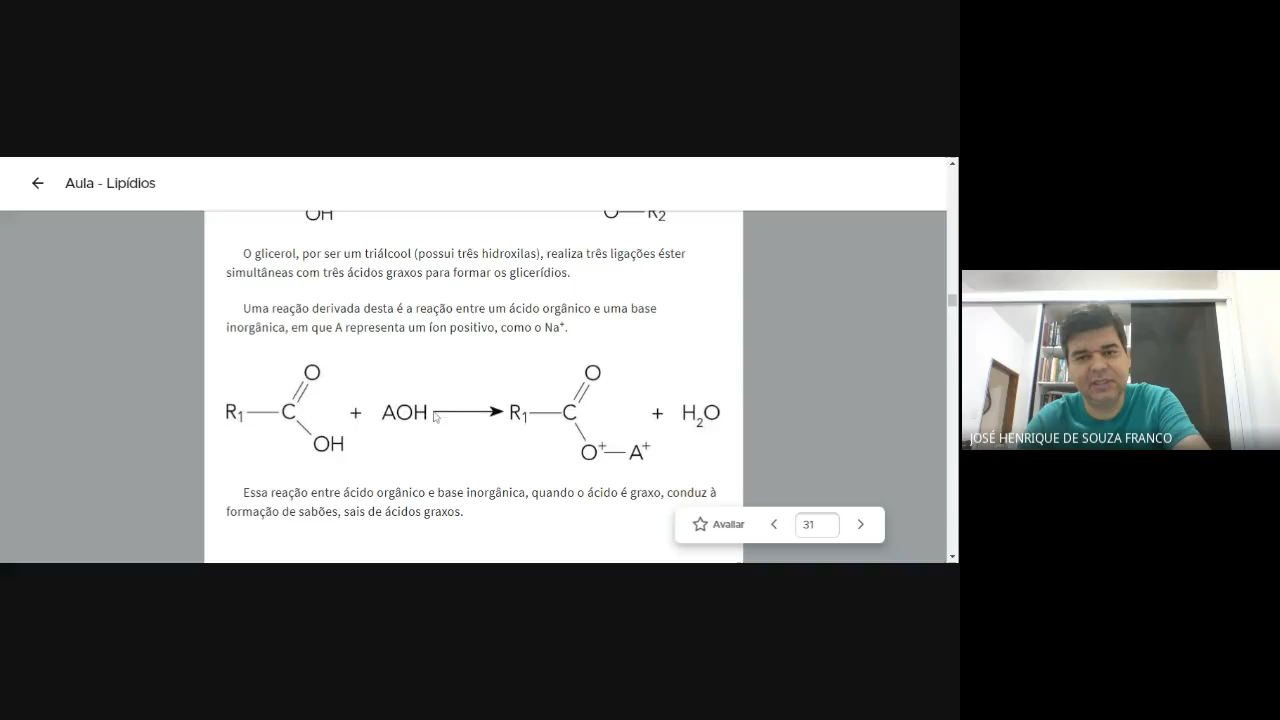 Aula - Lipídios
OH
O—R₂
O glicerol, por ser um triálcool (possui três hidroxilas), realiza três ligações éster
simultâneas com três ácidos graxos para formar os glicerídios.
Uma reação derivada desta é a reação entre um ácido orgânico e uma base
inorgânica, em que A representa um íon positivo, como o Na⁺.
O
O
R₁—C
+ AOH
R₁—C
+ H₂O
OH
O⁺—A⁺
Essa reação entre ácido orgânico e base inorgânica, quando o ácido é graxo, conduz à
formação de sabões, sais de ácidos graxos.
Avaliar
31
JOSÉ HENRIQUE DE SOUZA FRANCO